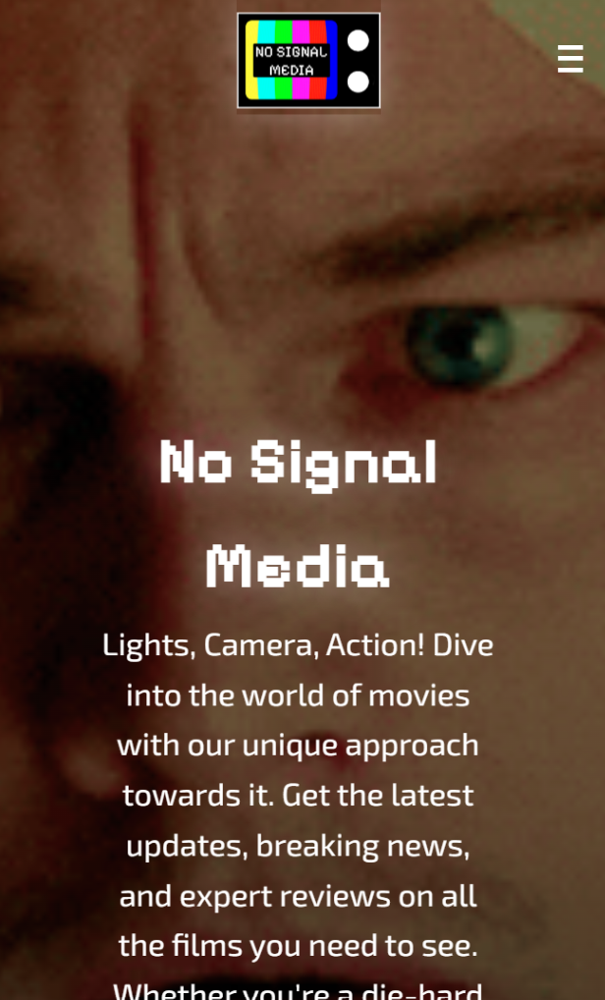 NO SIGNAL
MEDIA
No Signal
Media
Lights, Camera, Action! Dive
into the world of movies
with our unique approach
towards it. Get the latest
updates, breaking news,
and expert reviews on all
the films you need to see.
Whether you're a die-hard